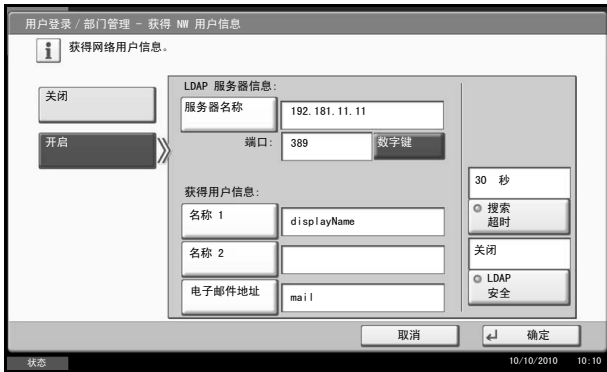 用户登录 / 部门管理 - 获得 NW 用户信息
获得网络用户信息。
关闭
开启
LDAP 服务器信息:
服务器名称
192.181.11.11
端口:
389
数字键
获得用户信息:
名称 1
displayName
名称 2
电子邮件地址
mail
30 秒
搜索
超时
关闭
LDAP
安全
取消
确定
状态
10/10/2010 10:10